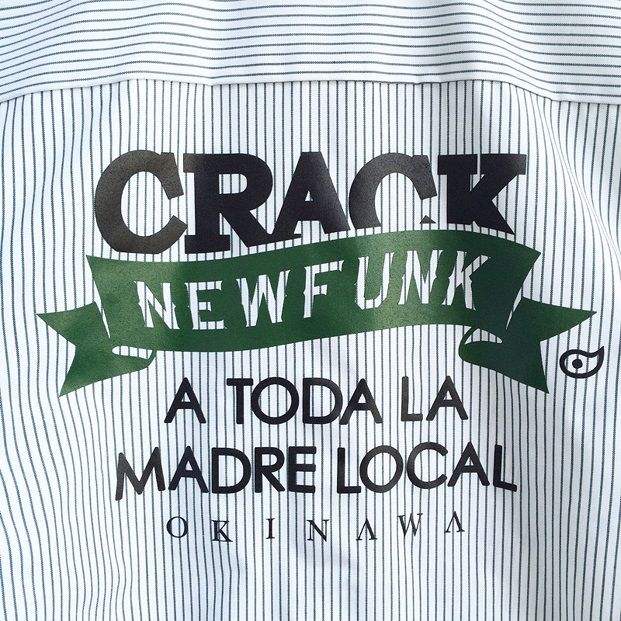 CRACK
NEWFUNK
A TODA LA
MADRE LOCAL
OKINAWA